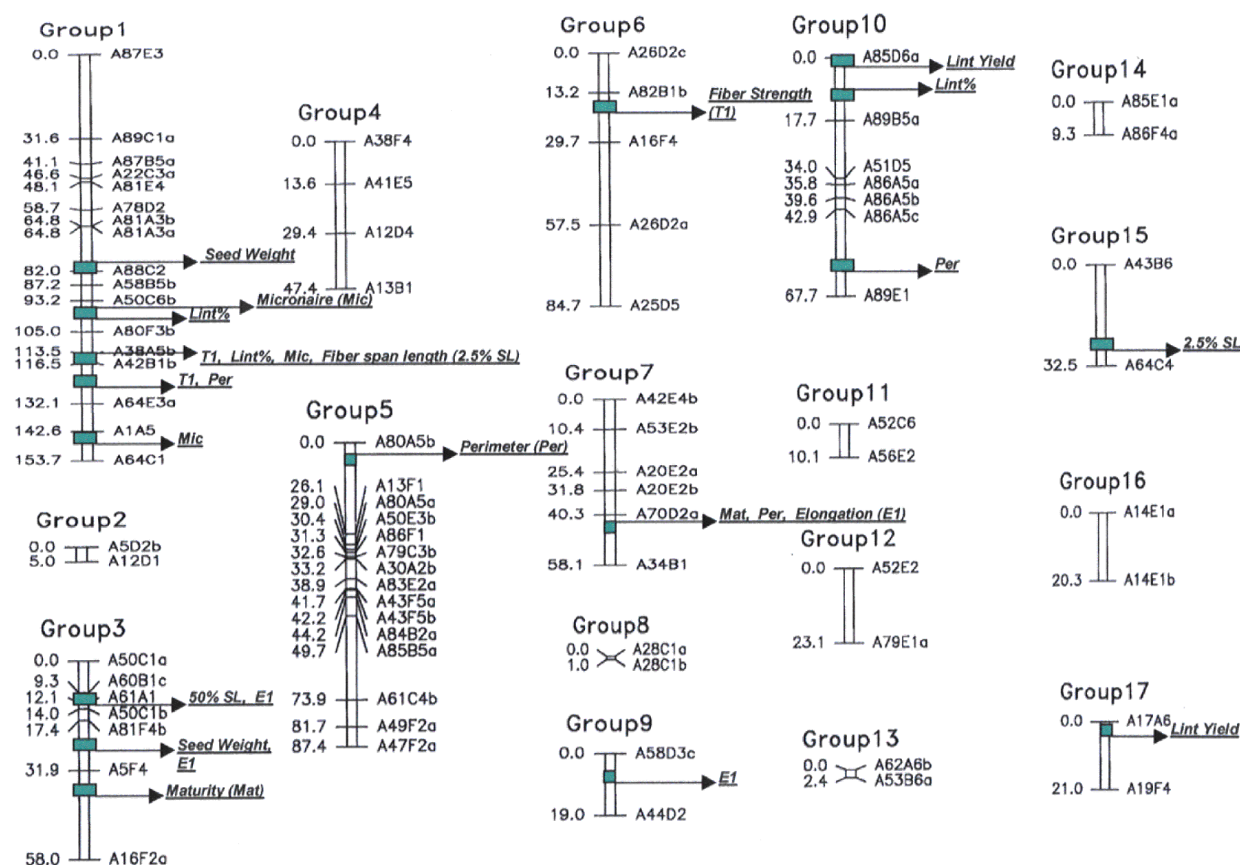 Group1
0.0 A87E3
31.6 A89C1a
41.1 A87B5a
46.6 A22C3a
48.1 A81E4
58.7 A78D2
64.8 A81A3b
64.8 A81A3a
Seed Weight
82.0 A88C2
87.2 A58B5b
93.2 A50C6b
Micronaire (Mic)
Lint%
105.0 A80F3b
113.5 A38A5b
T1, Lint%, Mic, Fiber span length (2.5% SL)
116.5 A42B1b
T1, Per
132.1 A64E3a
142.6 A1A5
Mic
153.7 A64C1
Group2
0.0 A5D2b
5.0 A12D1
Group3
0.0 A50C1a
9.3 A60B1c
12.1 A61A1
50% SL, E1
14.0 A50C1b
17.4 A81F4b
Seed Weight,
E1
31.9 A5F4
Maturity (Mat)
58.0 A16F2a
Group4
0.0 A38F4
13.6 A41E5
29.4 A12D4
47.4 A13B1
Group5
0.0 A80A5b
Perimeter (Per)
26.1 A13F1
29.0 A80A5a
30.4 A50E3b
31.3 A86F1
32.6 A79C3b
33.2 A30A2b
38.9 A83E2a
41.7 A43F5a
42.2 A43F5b
44.2 A84B2a
49.7 A85B5a
73.9 A61C4b
81.7 A49F2a
87.4 A47F2a
Group6
0.0 A26D2c
13.2 A82B1b
Fiber Strength
(T1)
29.7 A16F4
57.5 A26D2a
84.7 A25D5
Group7
0.0 A42E4b
10.4 A53E2b
25.4 A20E2a
31.8 A20E2b
40.3 A70D2a
Mat, Per, Elongation (E1)
58.1 A34B1
Group8
0.0 A28C1a
1.0 A28C1b
Group9
0.0 A58D3c
E1
19.0 A44D2
Group10
0.0 A85D6a
Lint Yield
Lint%
17.7 A89B5a
34.0 A51D5
35.8 A86A5a
39.6 A86A5b
42.9 A86A5c
Per
67.7 A89E1
Group11
0.0 A52C6
10.1 A56E2
Group12
0.0 A52E2
23.1 A79E1a
Group13
0.0 A62A6b
2.4 A53B6a
Group14
0.0 A85E1a
9.3 A86F4a
Group15
0.0 A43B6
2.5% SL
32.5 A64C4
Group16
0.0 A14E1a
20.3 A14E1b
Group17
0.0 A17A6
Lint Yield
21.0 A19F4